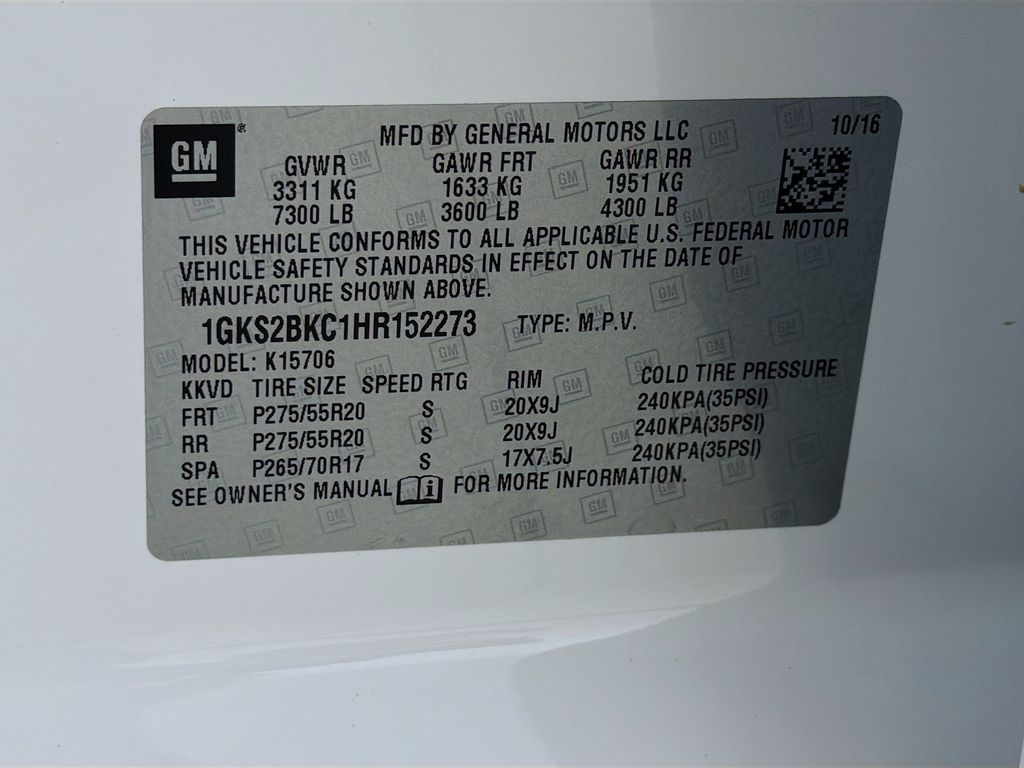 GM
MFD BY GENERAL MOTORS LLC 10/16
GVWR GAWR FRT GAWR RR
3311 KG 1633 KG 1951 KG
7300 LB 3600 LB 4300 LB
THIS VEHICLE CONFORMS TO ALL APPLICABLE U.S. FEDERAL MOTOR
VEHICLE SAFETY STANDARDS IN EFFECT ON THE DATE OF
MANUFACTURE SHOWN ABOVE.
1GKS2BKC1HR152273 TYPE: M.P.V.
MODEL: K15706
KKVD TIRE SIZE SPEED RTG RIM COLD TIRE PRESSURE
FRT P275/55R20 S 20X9J 240KPA(35PSI)
RR P275/55R20 S 20X9J 240KPA(35PSI)
SPA P265/70R17 S 17X7.5J 240KPA(35PSI)
SEE OWNER'S MANUAL i FOR MORE INFORMATION.